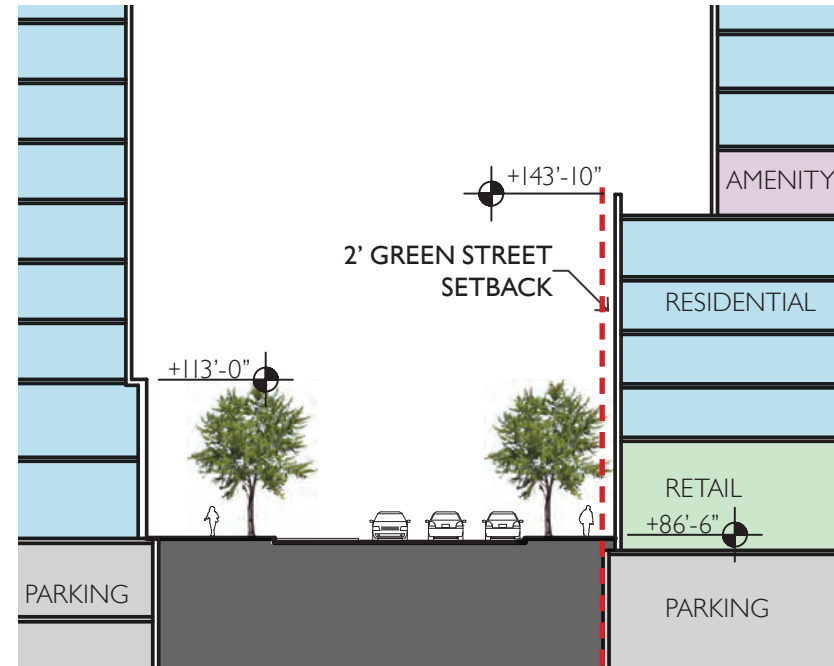 +143'-10"
AMENITY
2' GREEN STREET
SETBACK
RESIDENTIAL
+113'-0"
RETAIL
+86'-6"
PARKING
PARKING